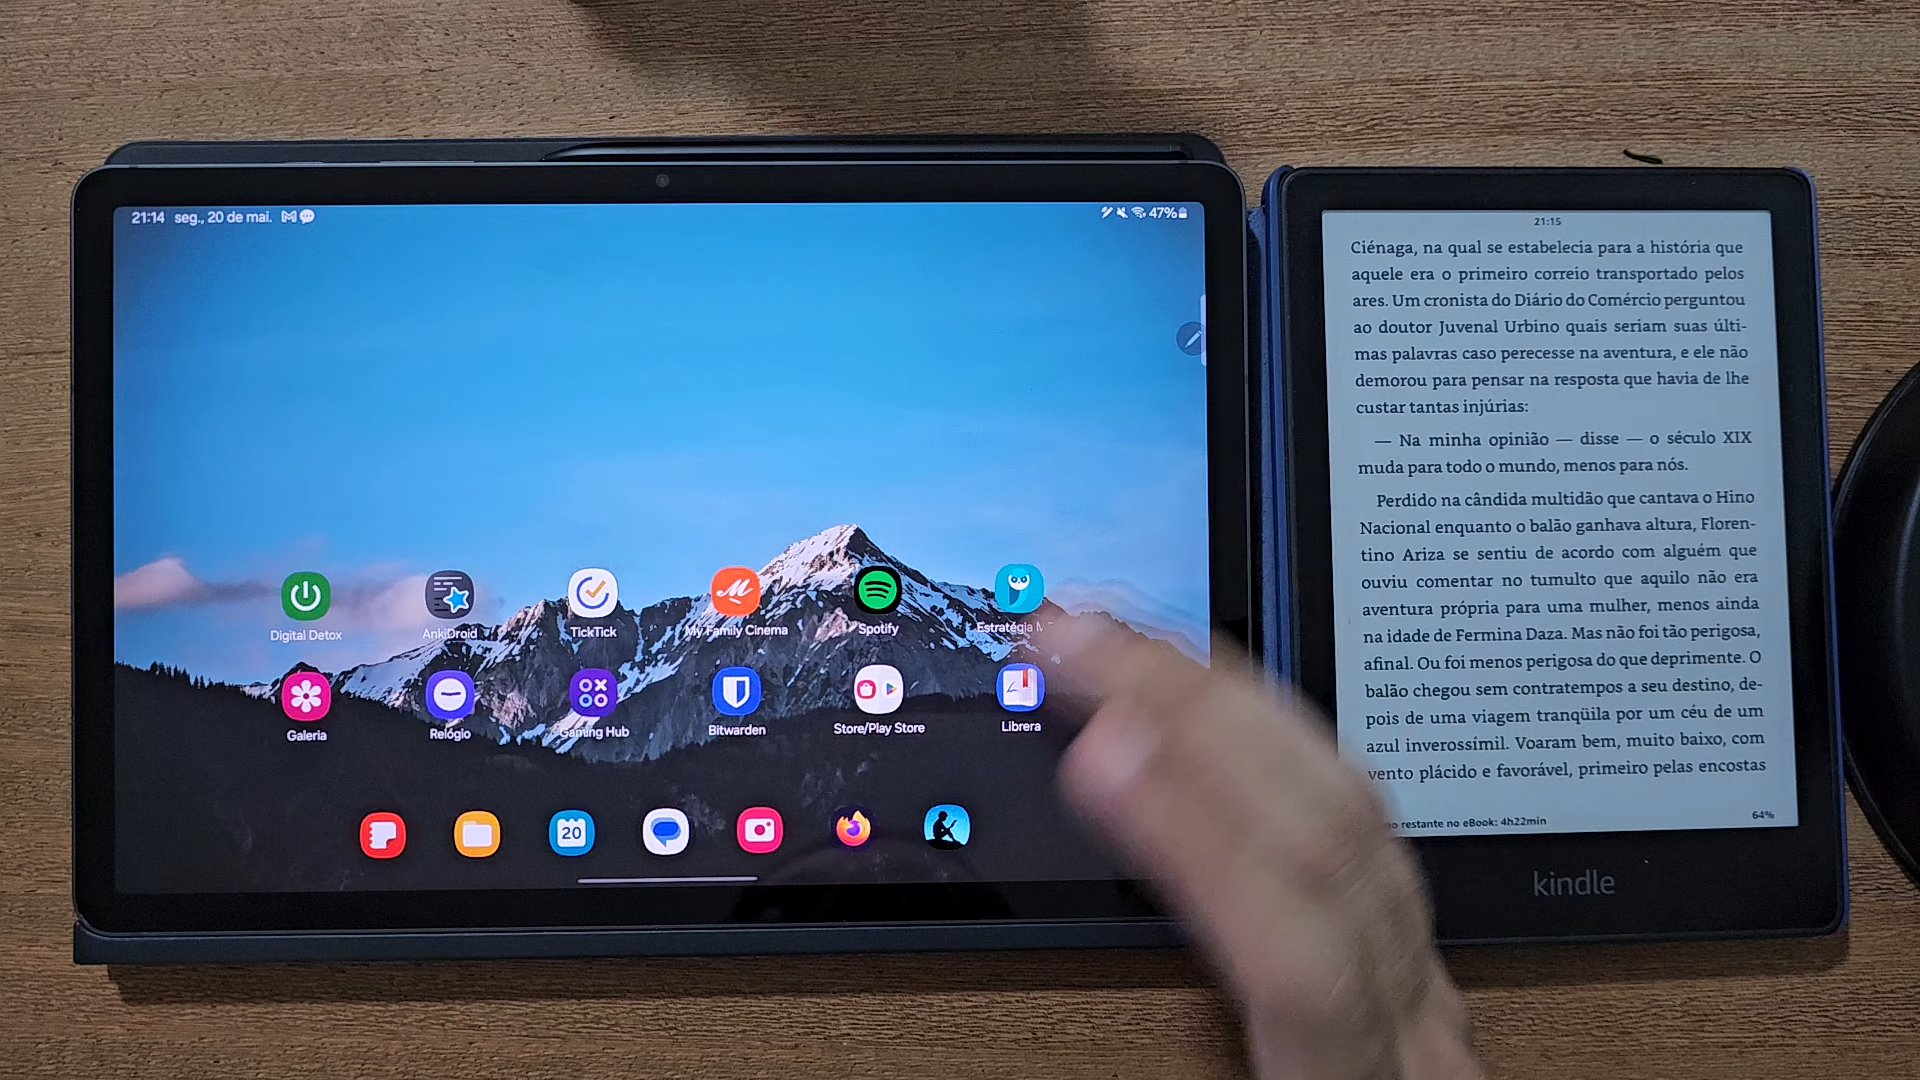 21:14 seg., 20 de mai.
47%
Digital Detox
AnkiDroid
TickTick
My Family Cinema
Spotify
Estratégia
Galeria
Relógio
Gaming Hub
Bitwarden
Store/Play Store
Librera
20
21:15
Ciénaga, na qual se estabelecia para a história que
aquele era o primeiro correio transportado pelos
ares. Um cronista do Diário do Comércio perguntou
ao doutor Juvenal Urbino quais seriam suas últi-
mas palavras caso perecesse na aventura, e ele não
demorou para pensar na resposta que havia de lhe
custar tantas injúrias:
— Na minha opinião — disse — o século XIX
muda para todo o mundo, menos para nós.
Perdido na cândida multidão que cantava o Hino
Nacional enquanto o balão ganhava altura, Floren-
tino Ariza se sentiu de acordo com alguém que
ouviu comentar no tumulto que aquilo não era
aventura própria para uma mulher, menos ainda
na idade de Fermina Daza. Mas não foi tão perigosa,
afinal. Ou foi menos perigosa do que deprimente. O
balão chegou sem contratempos a seu destino, de-
pois de uma viagem tranqüila por um céu de um
azul inverossímil. Voaram bem, muito baixo, com
vento plácido e favorável, primeiro pelas encostas
restante no eBook: 4h22min
64%
kindle